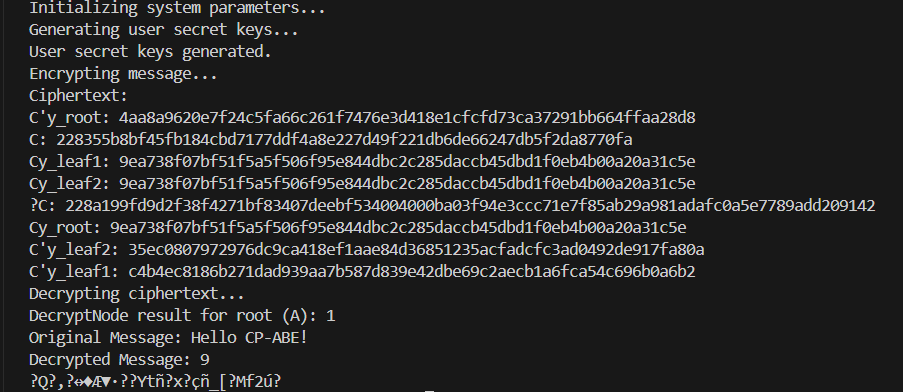 Initializing system parameters...
Generating user secret keys...
User secret keys generated.
Encrypting message...
Ciphertext:
C'y_root: 4aa8a9620e7f24c5fa66c261f7476e3d418e1cfcfd73ca37291bb664ffaa28d8
C: 228355b8bf45fb184cbd7177ddf4a8e227d49f221db6de66247db5f2da8770fa
Cy_leaf1: 9ea738f07bf51f5a5f506f95e844dbc2c285daccb45dbd1f0eb4b00a20a31c5e
Cy_leaf2: 9ea738f07bf51f5a5f506f95e844dbc2c285daccb45dbd1f0eb4b00a20a31c5e
?C: 228a199fd9d2f38f4271bf83407deebf534004000ba03f94e3ccc71e7f85ab29a981adafc0a5e7789add209142
Cy_root: 9ea738f07bf51f5a5f506f95e844dbc2c285daccb45dbd1f0eb4b00a20a31c5e
C'y_leaf2: 35ec0807972976dc9ca418ef1aae84d36851235acfadcfc3ad0492de917fa80a
C'y_leaf1: c4b4ec8186b271dad939aa7b587d839e42dbe69c2aecb1a6fca54c696b0a6b2
Decrypting ciphertext...
DecryptNode result for root (A): 1
Original Message: Hello CP-ABE!
Decrypted Message: 9
?Q?,?↔♦Æ▼·??Ytñ?x?çñ_[?Mf2ú?